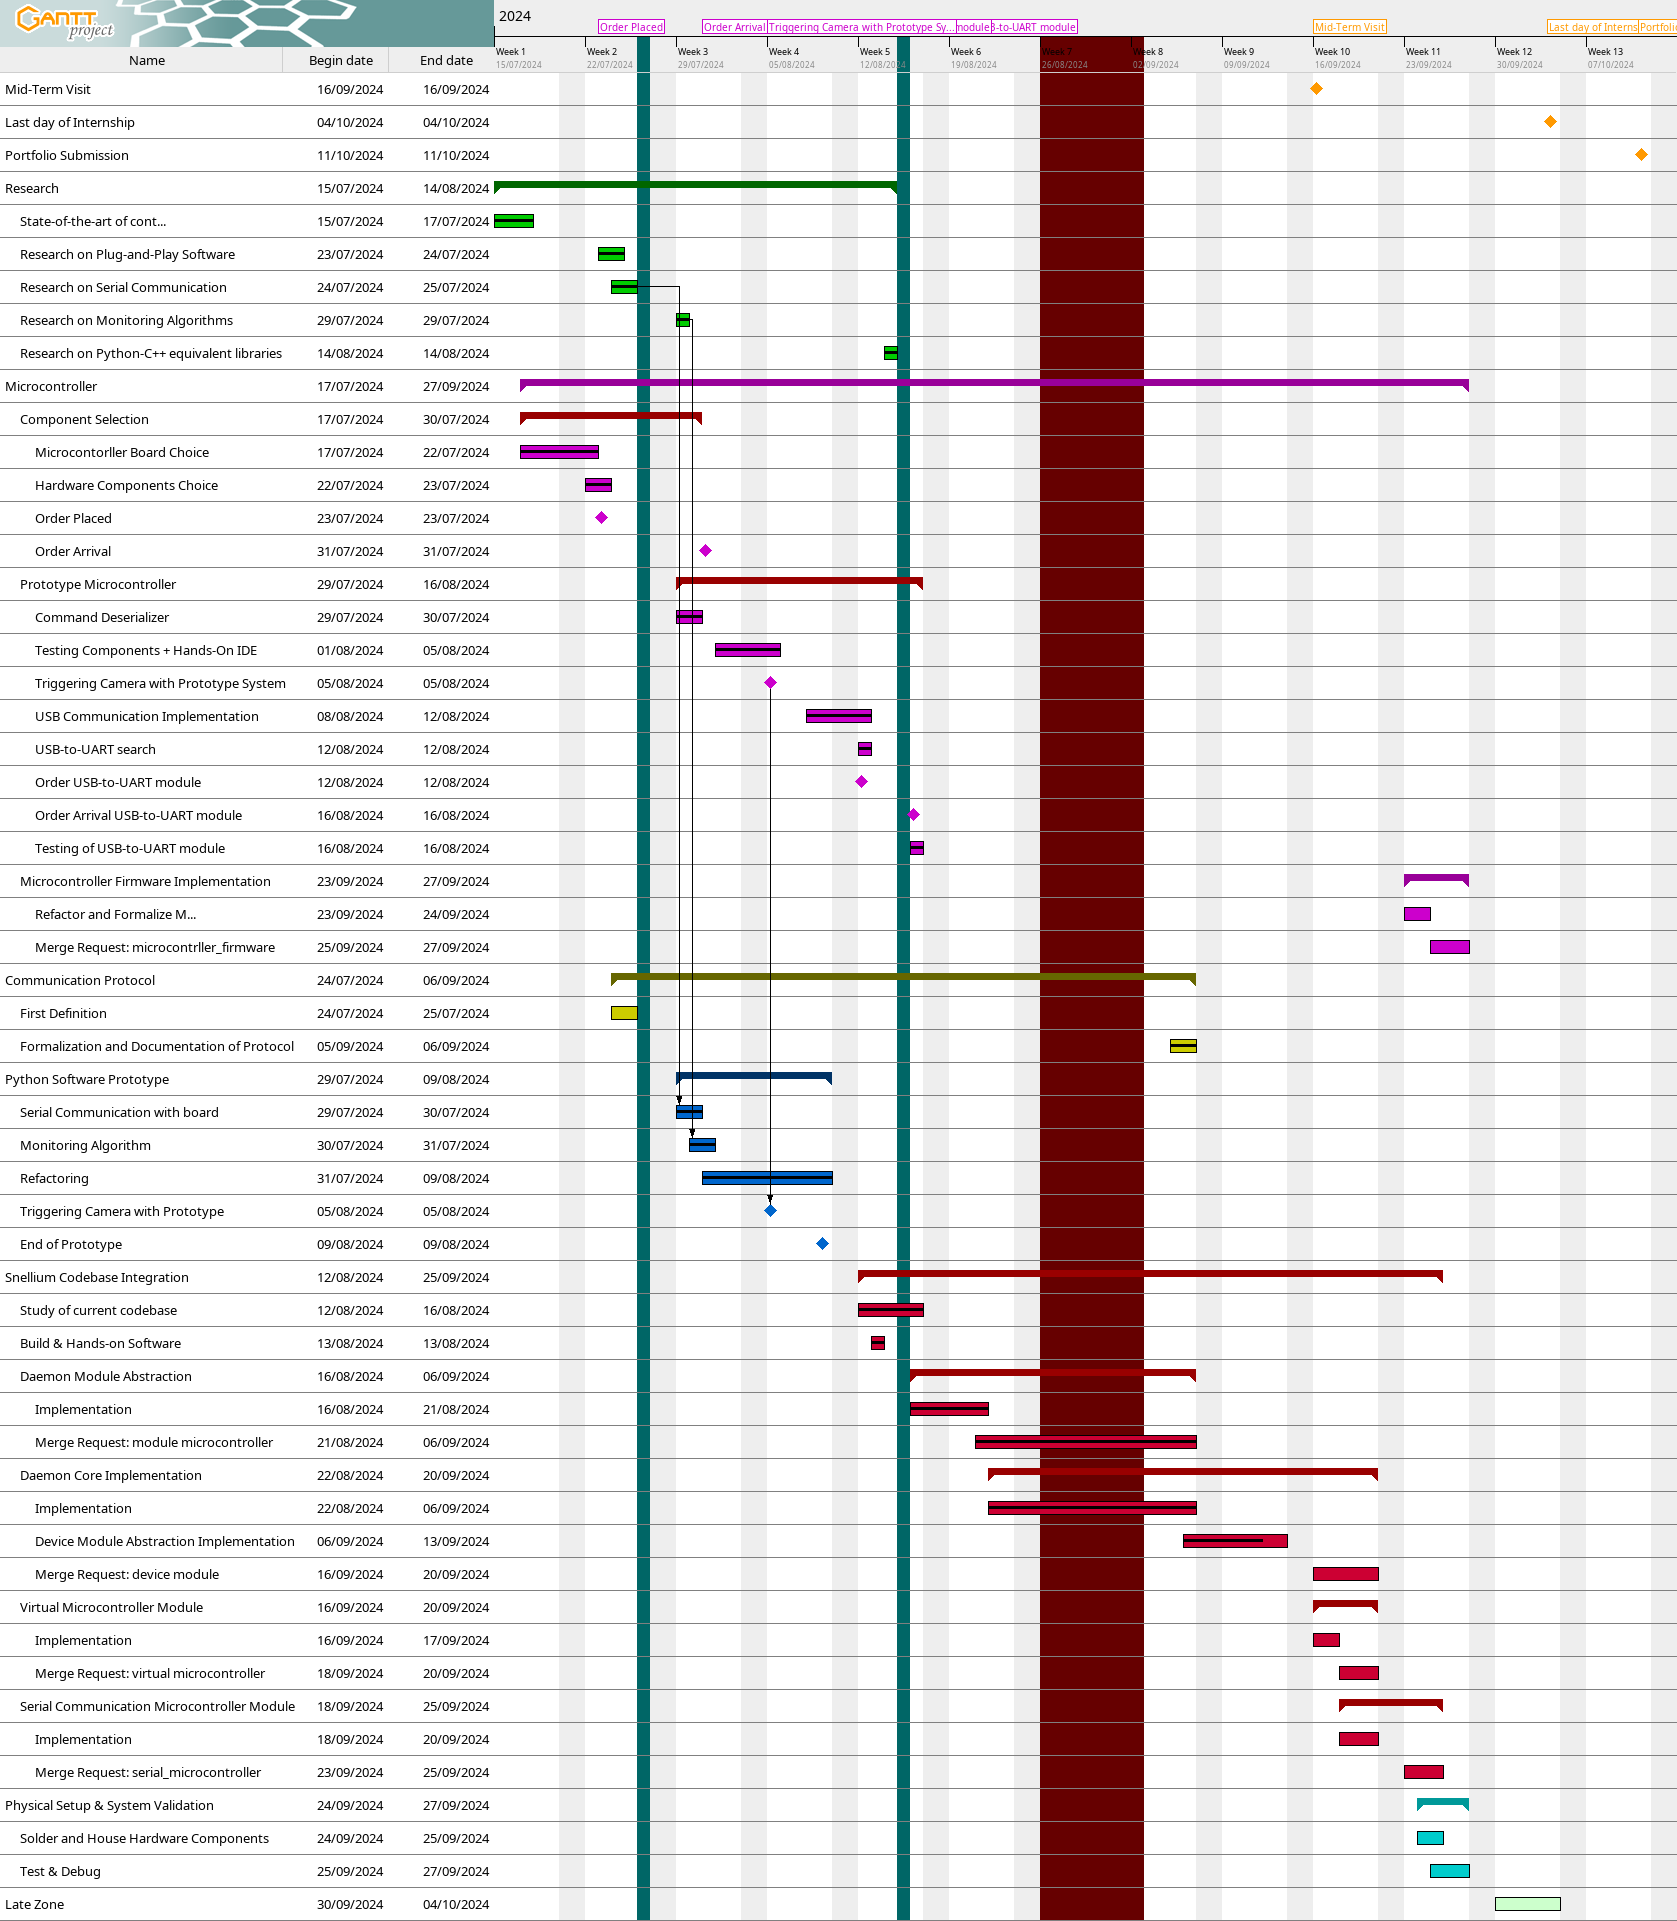 GANTT
project
2024
Order Placed
Order Arrival
Triggering Camera with Prototype Sy...
module
3-to-UART module
Mid-Term Visit
Last day of Interns
Portfolio
Name Begin date End date
Week 1 Week 2 Week 3 Week 4 Week 5 Week 6 Week 7 Week 8 Week 9 Week 10 Week 11 Week 12 Week 13
15/07/2024 22/07/2024 29/07/2024 05/08/2024 12/08/2024 19/08/2024 26/08/2024 02/09/2024 09/09/2024 16/09/2024 23/09/2024 30/09/2024 07/10/2024
Mid-Term Visit 16/09/2024 16/09/2024
Last day of Internship 04/10/2024 04/10/2024
Portfolio Submission 11/10/2024 11/10/2024
Research 15/07/2024 14/08/2024
State-of-the-art of cont... 15/07/2024 17/07/2024
Research on Plug-and-Play Software 23/07/2024 24/07/2024
Research on Serial Communication 24/07/2024 25/07/2024
Research on Monitoring Algorithms 29/07/2024 29/07/2024
Research on Python-C++ equivalent libraries 14/08/2024 14/08/2024
Microcontroller 17/07/2024 27/09/2024
Component Selection 17/07/2024 30/07/2024
Microcontorller Board Choice 17/07/2024 22/07/2024
Hardware Components Choice 22/07/2024 23/07/2024
Order Placed 23/07/2024 23/07/2024
Order Arrival 31/07/2024 31/07/2024
Prototype Microcontroller 29/07/2024 16/08/2024
Command Deserializer 29/07/2024 30/07/2024
Testing Components + Hands-On IDE 01/08/2024 05/08/2024
Triggering Camera with Prototype System 05/08/2024 05/08/2024
USB Communication Implementation 08/08/2024 12/08/2024
USB-to-UART search 12/08/2024 12/08/2024
Order USB-to-UART module 12/08/2024 12/08/2024
Order Arrival USB-to-UART module 16/08/2024 16/08/2024
Testing of USB-to-UART module 16/08/2024 16/08/2024
Microcontroller Firmware Implementation 23/09/2024 27/09/2024
Refactor and Formalize M... 23/09/2024 24/09/2024
Merge Request: microcontrller_firmware 25/09/2024 27/09/2024
Communication Protocol 24/07/2024 06/09/2024
First Definition 24/07/2024 25/07/2024
Formalization and Documentation of Protocol 05/09/2024 06/09/2024
Python Software Prototype 29/07/2024 09/08/2024
Serial Communication with board 29/07/2024 30/07/2024
Monitoring Algorithm 30/07/2024 31/07/2024
Refactoring 31/07/2024 09/08/2024
Triggering Camera with Prototype 05/08/2024 05/08/2024
End of Prototype 09/08/2024 09/08/2024
Snellium Codebase Integration 12/08/2024 25/09/2024
Study of current codebase 12/08/2024 16/08/2024
Build & Hands-on Software 13/08/2024 13/08/2024
Daemon Module Abstraction 16/08/2024 06/09/2024
Implementation 16/08/2024 21/08/2024
Merge Request: module microcontroller 21/08/2024 06/09/2024
Daemon Core Implementation 22/08/2024 20/09/2024
Implementation 22/08/2024 06/09/2024
Device Module Abstraction Implementation 06/09/2024 13/09/2024
Merge Request: device module 16/09/2024 20/09/2024
Virtual Microcontroller Module 16/09/2024 20/09/2024
Implementation 16/09/2024 17/09/2024
Merge Request: virtual microcontroller 18/09/2024 20/09/2024
Serial Communication Microcontroller Module 18/09/2024 25/09/2024
Implementation 18/09/2024 20/09/2024
Merge Request: serial_microcontroller 23/09/2024 25/09/2024
Physical Setup & System Validation 24/09/2024 27/09/2024
Solder and House Hardware Components 24/09/2024 25/09/2024
Test & Debug 25/09/2024 27/09/2024
Late Zone 30/09/2024 04/10/2024